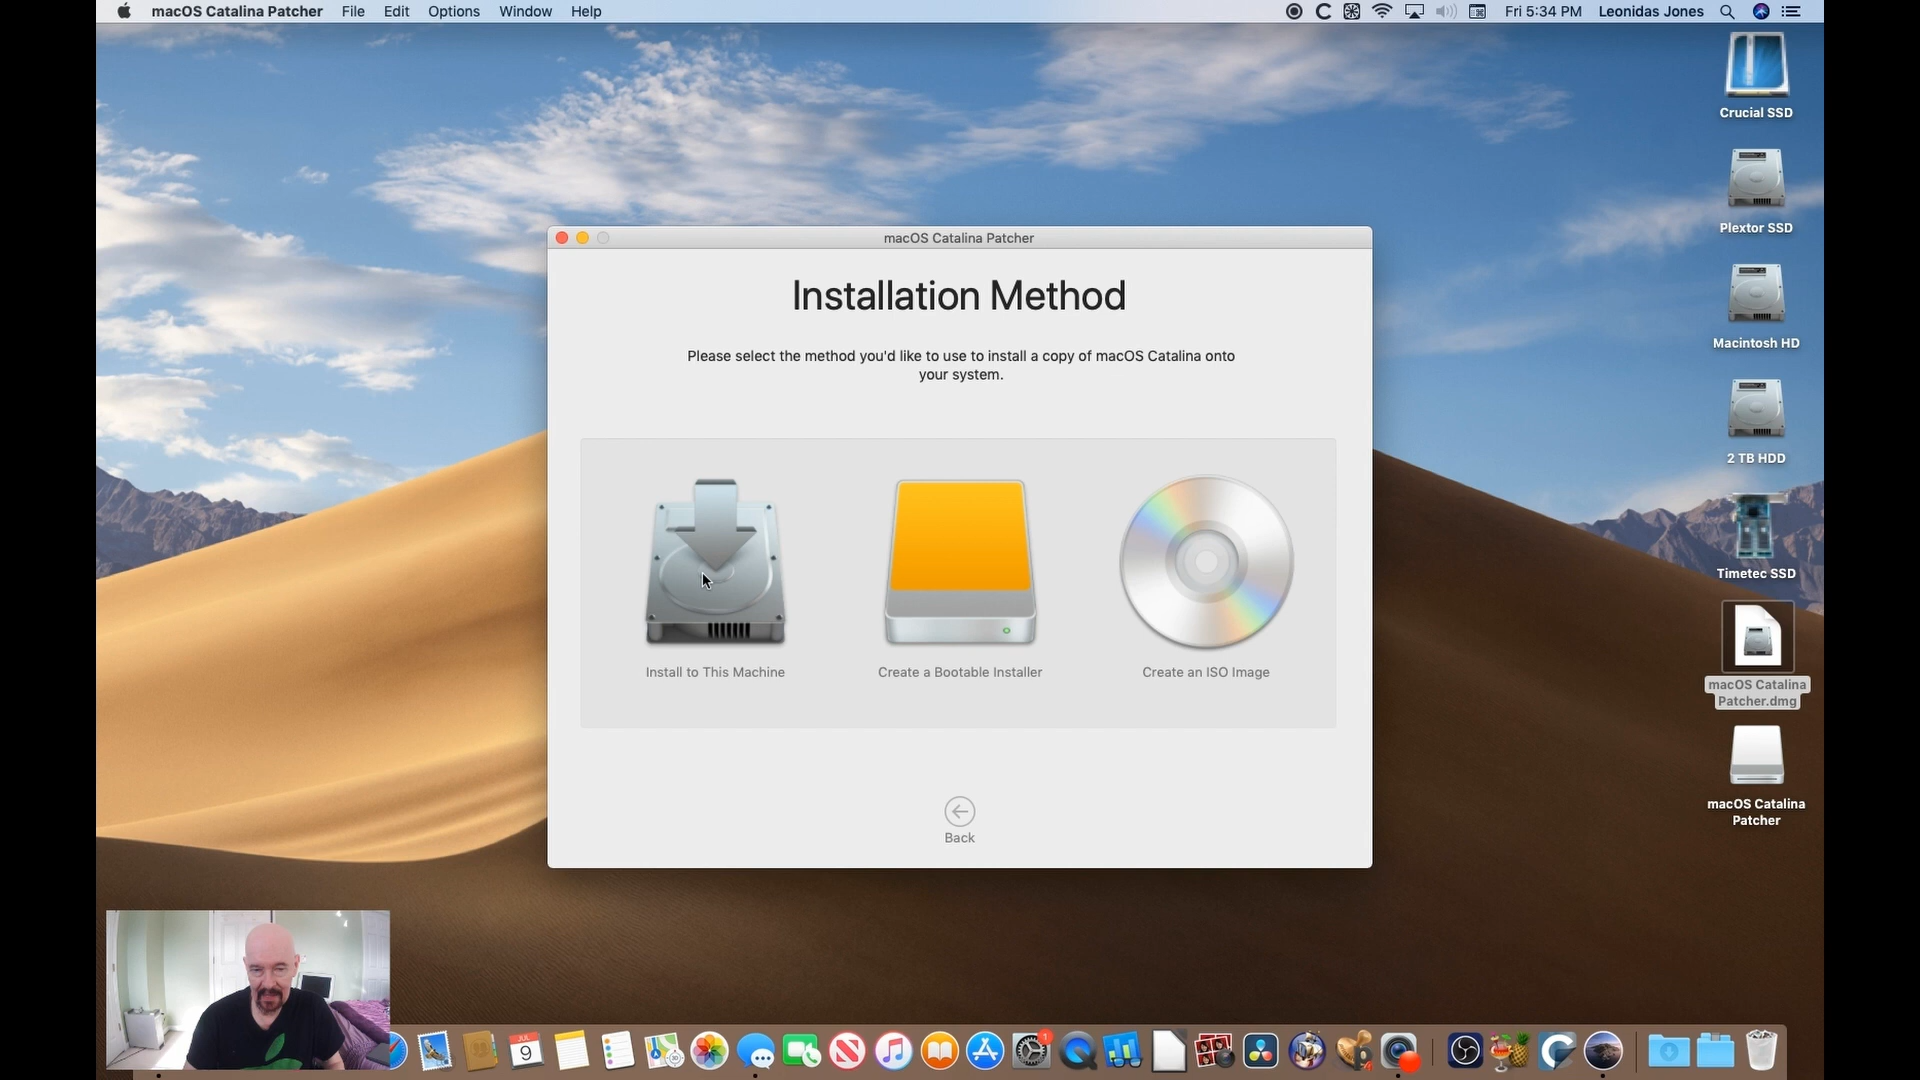 macOS Catalina Patcher File Edit Options Window Help Fri 5:34 PM Leonidas Jones
Crucial SSD
Plextor SSD
Macintosh HD
2 TB HDD
Timetec SSD
macOS Catalina
Patcher.dmg
macOS Catalina
Patcher
macOS Catalina Patcher
Installation Method
Please select the method you'd like to use to install a copy of macOS Catalina onto
your system.
Install to This Machine
Create a Bootable Installer
Create an ISO Image
Back
JUL
9
1